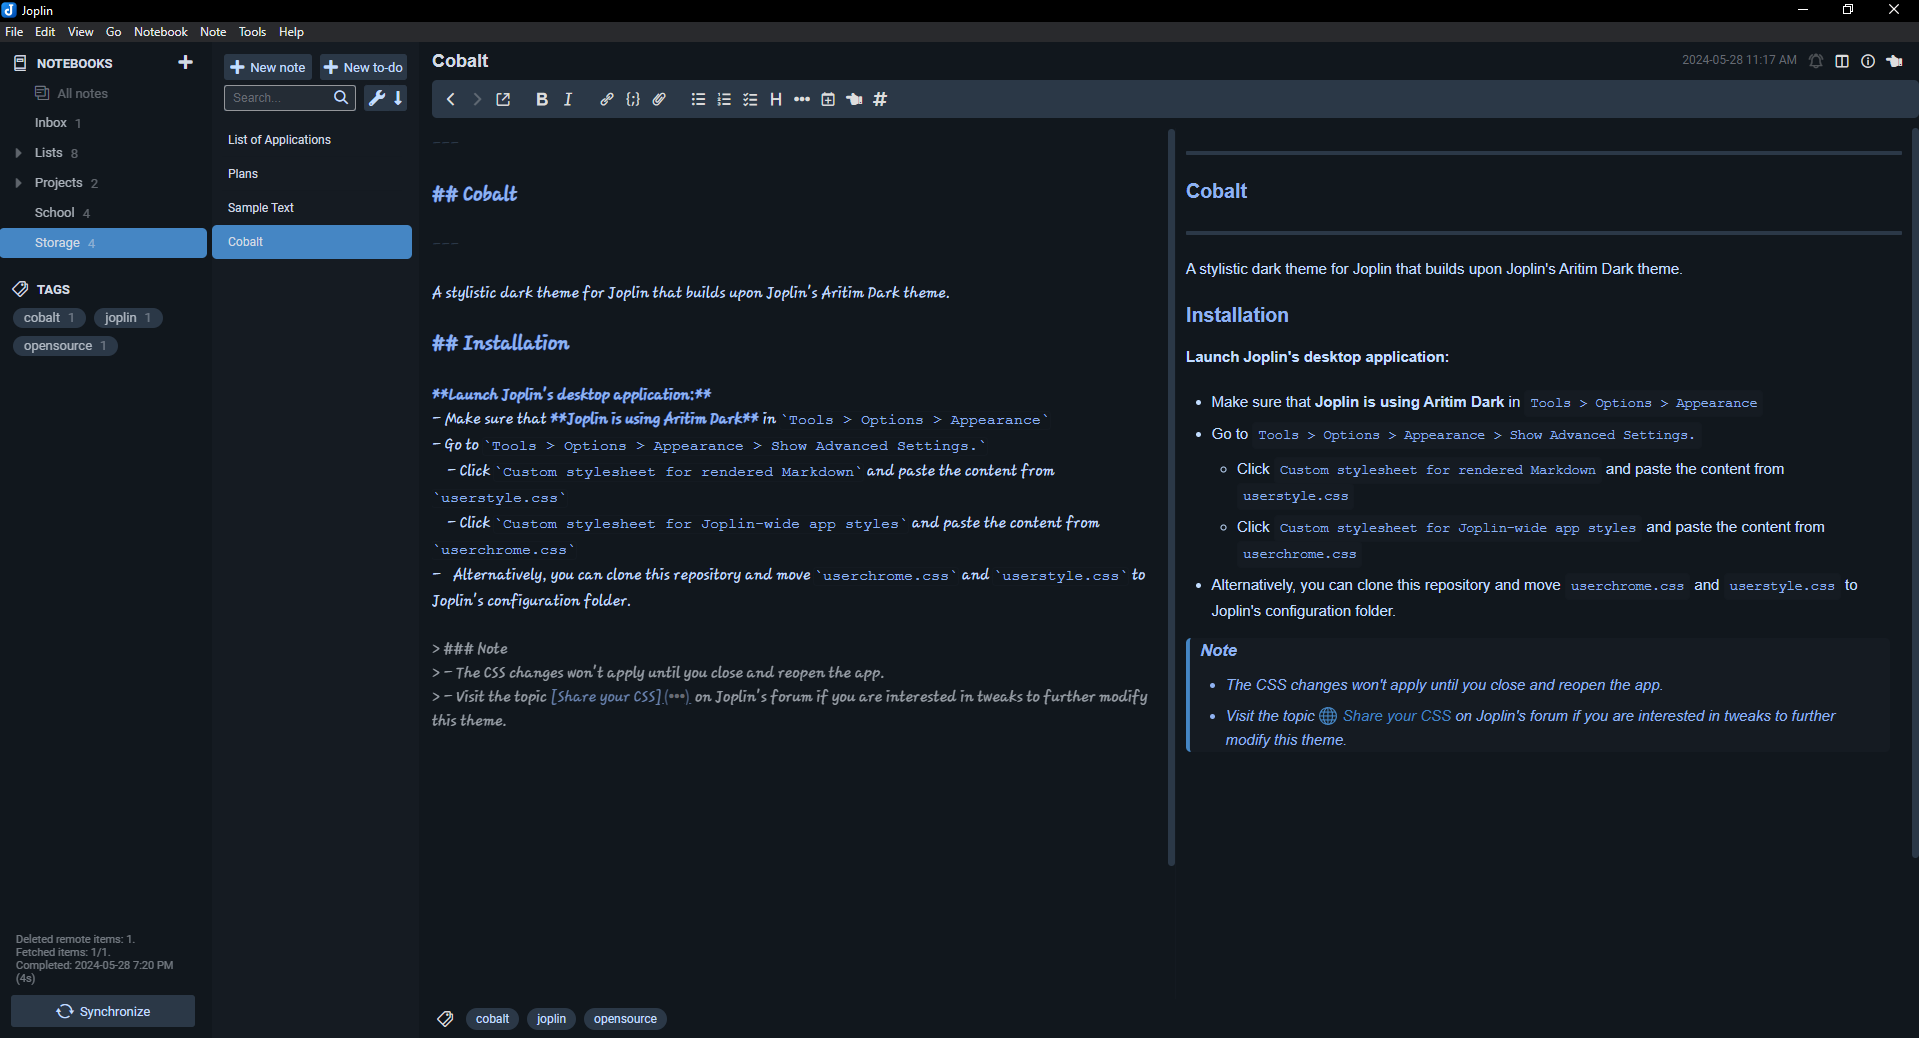 Joplin
File Edit View Go Notebook Note Tools Help
NOTEBOOKS
All notes
Inbox 1
Lists 8
Projects 2
School 4
Storage 4
TAGS
cobalt 1
joplin 1
opensource 1
Deleted remote items: 1.
Fetched items: 1/1.
Completed: 2024-05-28 7:20 PM
(4s)
Synchronize
New note
New to-do
Search...
List of Applications
Plans
Sample Text
Cobalt
Cobalt
2024-05-28 11:17 AM
B I {;} H ••• #
---
## Cobalt
---
A stylistic dark theme for Joplin that builds upon Joplin's Aritim Dark theme.
## Installation
**Launch Joplin's desktop application:**
- Make sure that **Joplin is using Aritim Dark** in `Tools > Options > Appearance`
- Go to `Tools > Options > Appearance > Show Advanced Settings.`
- Click `Custom stylesheet for rendered Markdown` and paste the content from
`userstyle.css`
- Click `Custom stylesheet for Joplin-wide app styles` and paste the content from
`userchrome.css`
- Alternatively, you can clone this repository and move `userchrome.css` and `userstyle.css` to
Joplin's configuration folder.
> ### Note
> - The CSS changes won't apply until you close and reopen the app.
> - Visit the topic [Share your CSS](•••) on Joplin's forum if you are interested in tweaks to further modify
this theme.
cobalt
joplin
opensource
Cobalt
A stylistic dark theme for Joplin that builds upon Joplin's Aritim Dark theme.
Installation
Launch Joplin's desktop application:
• Make sure that Joplin is using Aritim Dark in Tools > Options > Appearance
• Go to Tools > Options > Appearance > Show Advanced Settings.
◦ Click Custom stylesheet for rendered Markdown and paste the content from
userstyle.css
◦ Click Custom stylesheet for Joplin-wide app styles and paste the content from
userchrome.css
• Alternatively, you can clone this repository and move userchrome.css and userstyle.css to
Joplin's configuration folder.
Note
• The CSS changes won't apply until you close and reopen the app.
• Visit the topic Share your CSS on Joplin's forum if you are interested in tweaks to further
modify this theme.